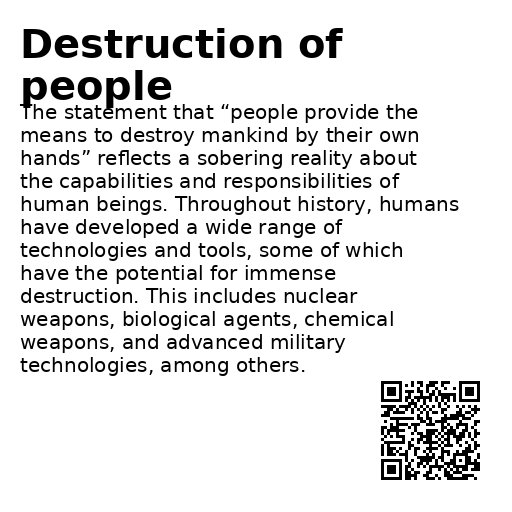 Destruction of
people
The statement that “people provide the
means to destroy mankind by their own
hands” reflects a sobering reality about
the capabilities and responsibilities of
human beings. Throughout history, humans
have developed a wide range of
technologies and tools, some of which
have the potential for immense
destruction. This includes nuclear
weapons, biological agents, chemical
weapons, and advanced military
technologies, among others.